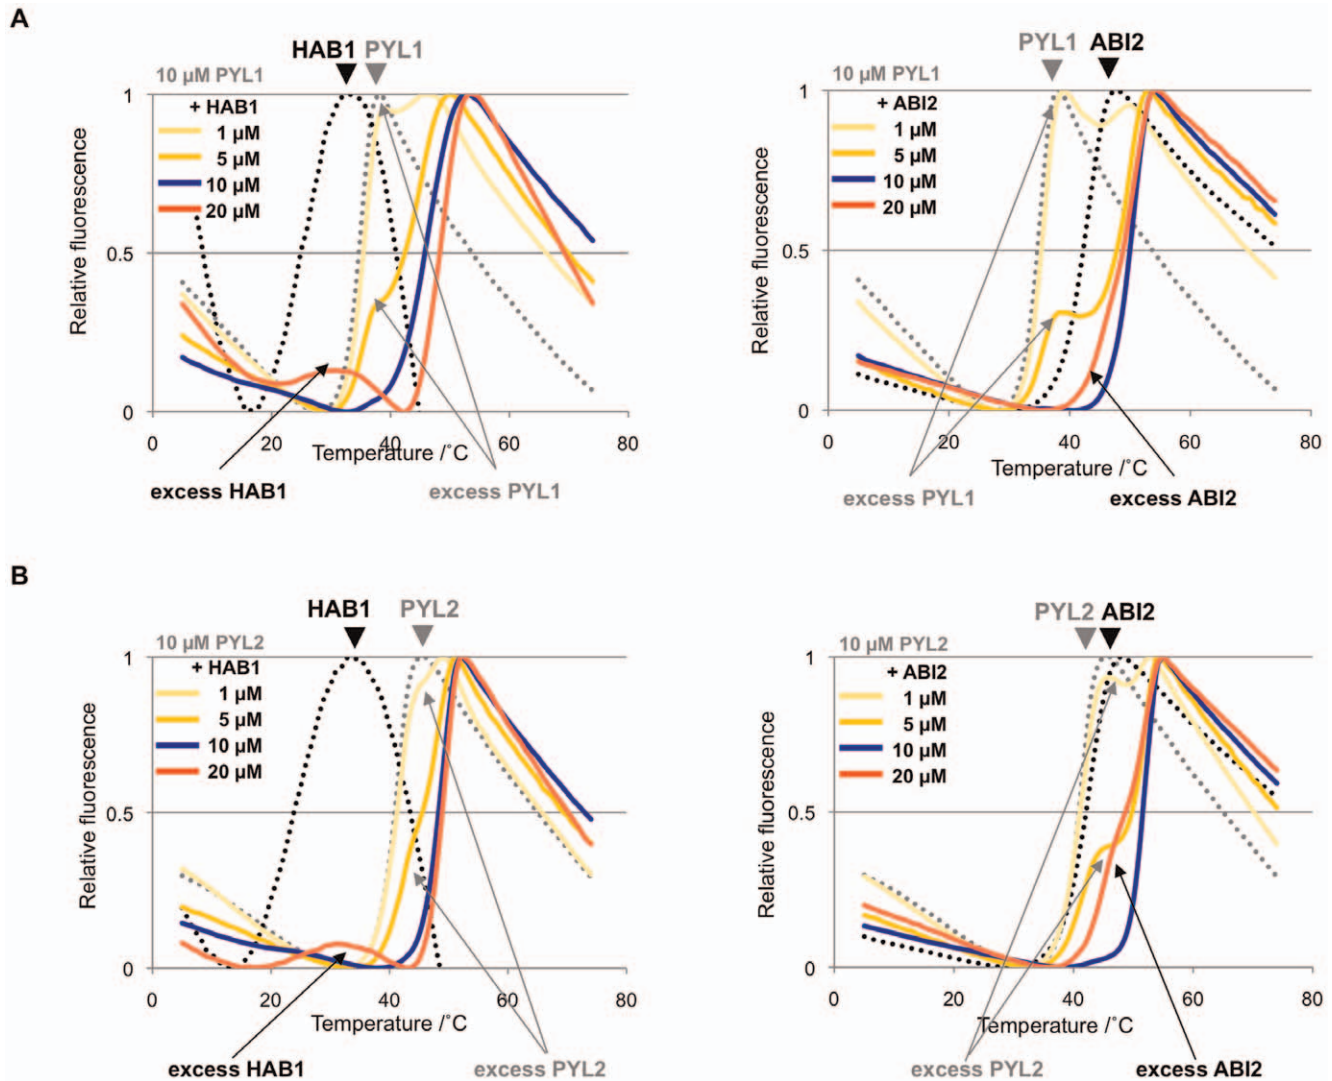 A
HAB1 PYL1
10 µM PYL1
+ HAB1
1 µM
5 µM
10 µM
20 µM
Relative fluorescence
1
0.5
0
0 20 40 60 80
Temperature /˚C
excess HAB1
excess PYL1
PYL1 ABI2
10 µM PYL1
+ ABI2
1 µM
5 µM
10 µM
20 µM
Relative fluorescence
1
0.5
0
0 20 40 60 80
Temperature /˚C
excess PYL1
excess ABI2
B
HAB1 PYL2
10 µM PYL2
+ HAB1
1 µM
5 µM
10 µM
20 µM
Relative fluorescence
1
0.5
0
0 20 40 60 80
Temperature /˚C
excess HAB1
excess PYL2
PYL2 ABI2
10 µM PYL2
+ ABI2
1 µM
5 µM
10 µM
20 µM
Relative fluorescence
1
0.5
0
0 20 40 60 80
Temperature /˚C
excess PYL2
excess ABI2